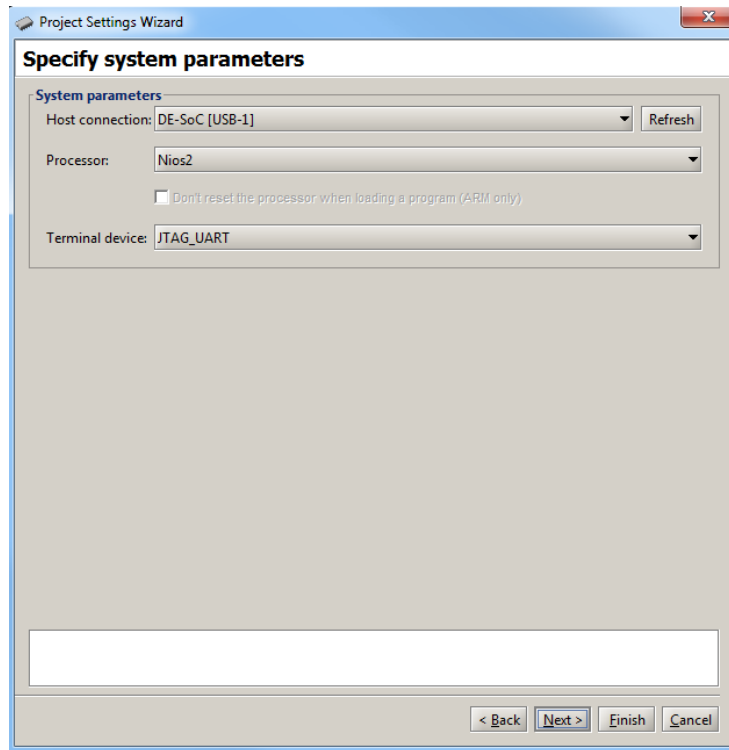 Project Settings Wizard
x
Specify system parameters
System parameters
Host connection: DE-SoC [USB-1] Refresh
Processor: Nios2
Don't reset the processor when loading a program (ARM only)
Terminal device: JTAG_UART
< Back Next > Finish Cancel